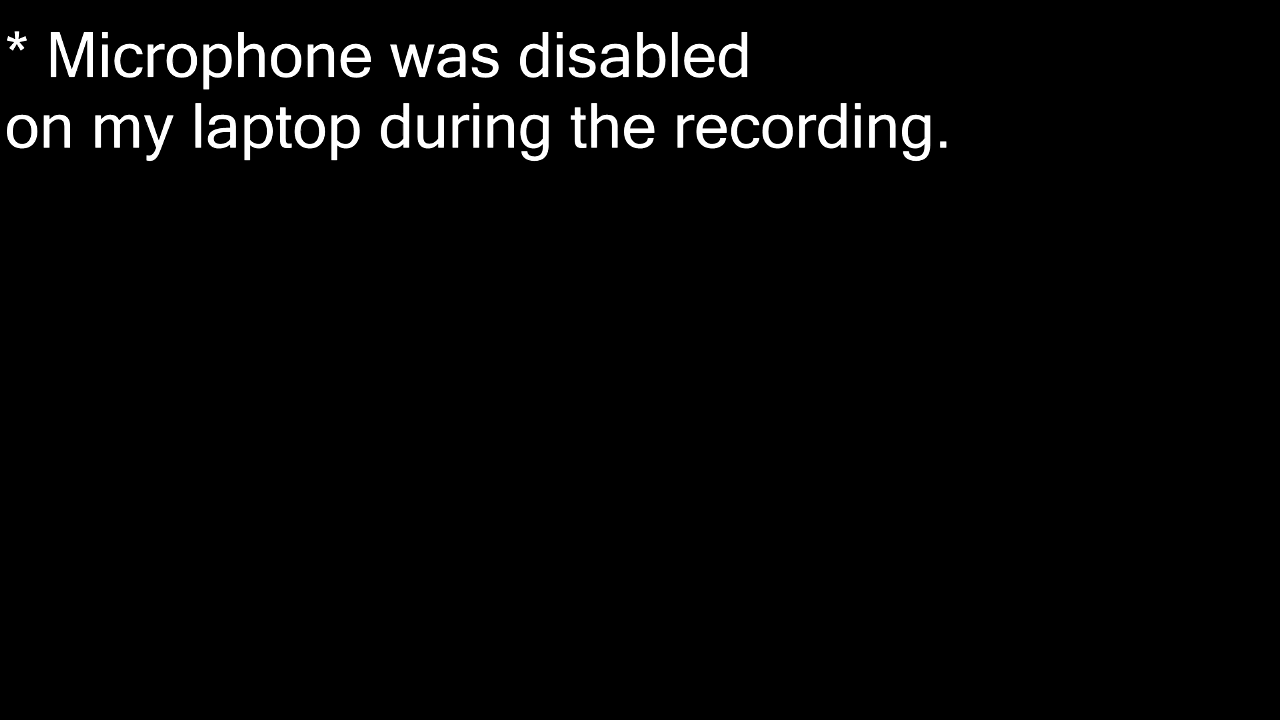 * Microphone was disabled
on my laptop during the recording.